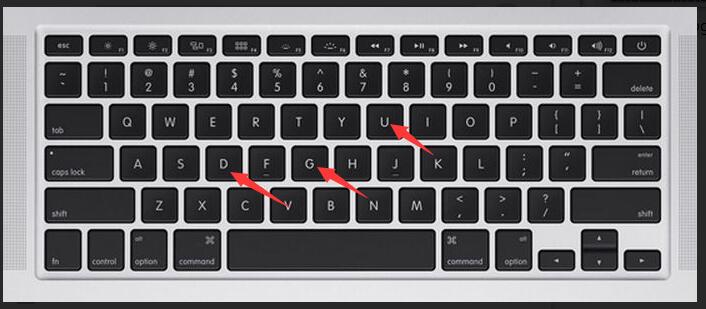 esc F1 F2 F3 F4 F5 F6 F7 F8 F9 F10 F11 F12
~ ! @ # $ % ^ & * ( ) _ +
` 1 2 3 4 5 6 7 8 9 0 - = delete
tab Q W E R T Y U I O P { [ } ] | \
caps lock A S D F G H J K L : ; " ' enter return
shift Z X C V B N M < , > . ? / shift
fn control alt option ⌘ command ⌘ command alt option